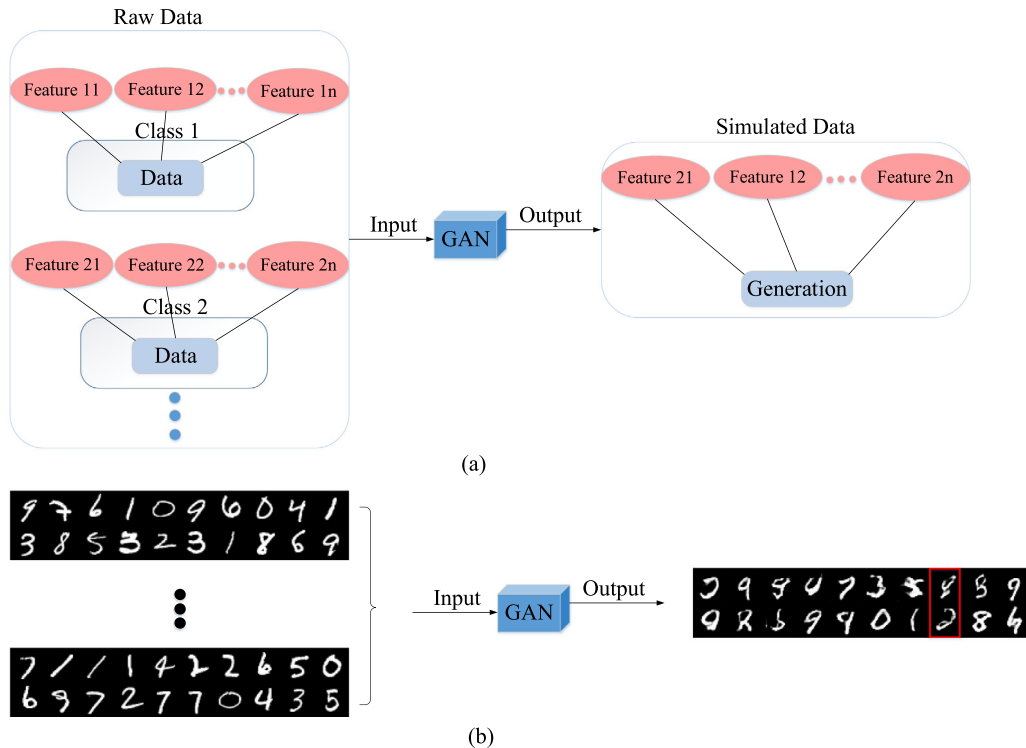 Raw Data
Feature 11 Feature 12 Feature 1n
Class 1
Data
Feature 21 Feature 22 Feature 2n
Class 2
Data
Input
GAN
Output
Simulated Data
Feature 21 Feature 12 Feature 2n
Generation
(a)
9 7 6 1 0 9 6 0 4 1
3 8 5 3 2 3 1 8 6 9
7 1 1 1 4 2 2 6 5 0
6 9 7 2 7 7 0 4 3 5
Input
GAN
Output
(b)